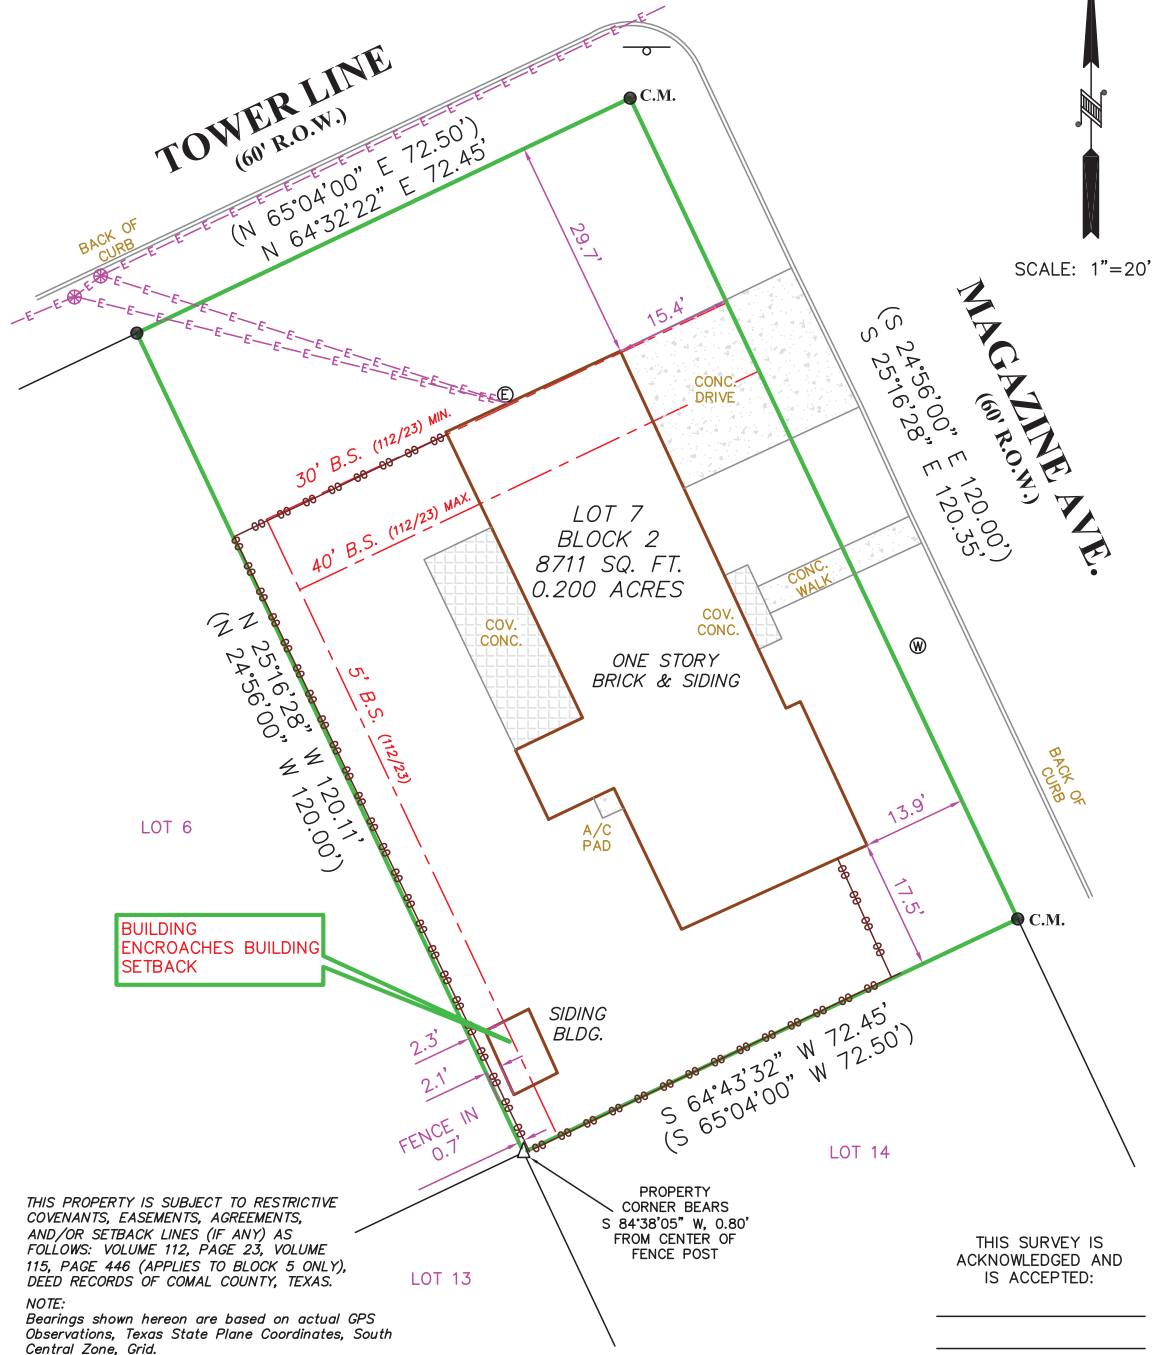 TOWER LINE
(60' R.O.W.)
(N 65°04'00" E 72.50')
N 64°32'22" E 72.45'
BACK OF
CURB
C.M.
SCALE: 1"=20'
MAGAZINE AVE.
(60' R.O.W.)
(S 24°56'00" E 120.00')
S 25°16'28" E 120.35'
29.7'
15.4'
CONC.
DRIVE
E
30' B.S. (112/23) MIN.
40' B.S. (112/23) MAX.
LOT 7
BLOCK 2
8711 SQ. FT.
0.200 ACRES
CONC.
WALK
COV.
CONC.
COV.
CONC.
ONE STORY
BRICK & SIDING
W
5' B.S. (112/23)
N 25°16'28" W 120.11'
(N 24°56'00" W 120.00')
BACK OF
CURB
LOT 6
A/C
PAD
13.9'
17.5'
C.M.
BUILDING
ENCROACHES BUILDING
SETBACK
SIDING
BLDG.
2.3'
2.1'
FENCE IN
0.7'
S 64°43'32" W 72.45'
(S 65°04'00" W 72.50')
LOT 14
PROPERTY
CORNER BEARS
S 84°38'05" W, 0.80'
FROM CENTER OF
FENCE POST
LOT 13
THIS PROPERTY IS SUBJECT TO RESTRICTIVE
COVENANTS, EASEMENTS, AGREEMENTS,
AND/OR SETBACK LINES (IF ANY) AS
FOLLOWS: VOLUME 112, PAGE 23, VOLUME
115, PAGE 446 (APPLIES TO BLOCK 5 ONLY),
DEED RECORDS OF COMAL COUNTY, TEXAS.
NOTE:
Bearings shown hereon are based on actual GPS
Observations, Texas State Plane Coordinates, South
Central Zone, Grid.
THIS SURVEY IS
ACKNOWLEDGED AND
IS ACCEPTED: